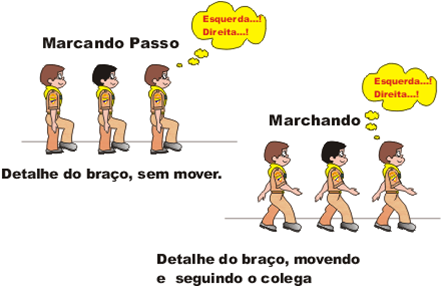 Marcando Passo
Esquerda...!
Direita...!
Detalhe do braço, sem mover.
Marchando
Esquerda...!
Direita...!
Detalhe do braço, movendo
e seguindo o colega